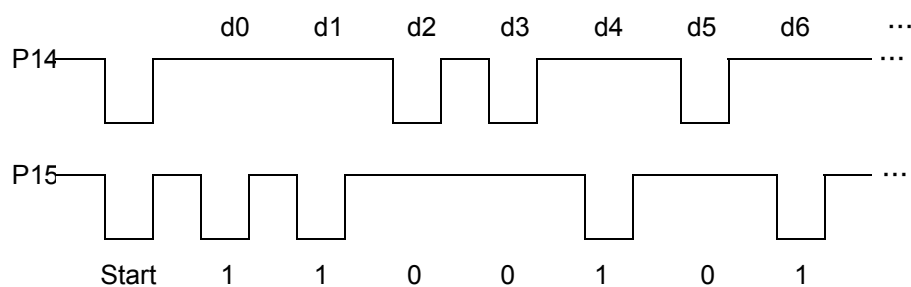 d0 d1 d2 d3 d4 d5 d6 ...
P14 ...
P15 ...
Start 1 1 0 0 1 0 1